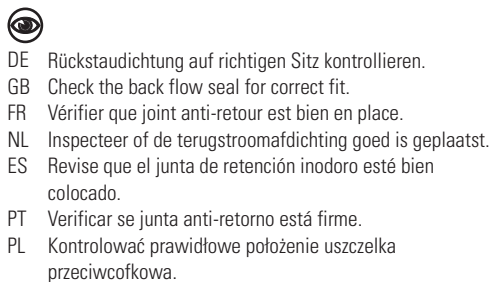 DE Rückstaudichtung auf richtigen Sitz kontrollieren.
GB Check the back flow seal for correct fit.
FR Vérifier que joint anti-retour est bien en place.
NL Inspecteer of de terugstroomafdichting goed is geplaatst.
ES Revise que el junta de retención inodoro esté bien
colocado.
PT Verificar se junta anti-retorno está firme.
PL Kontrolować prawidłowe położenie uszczelka
przeciwcofkowa.